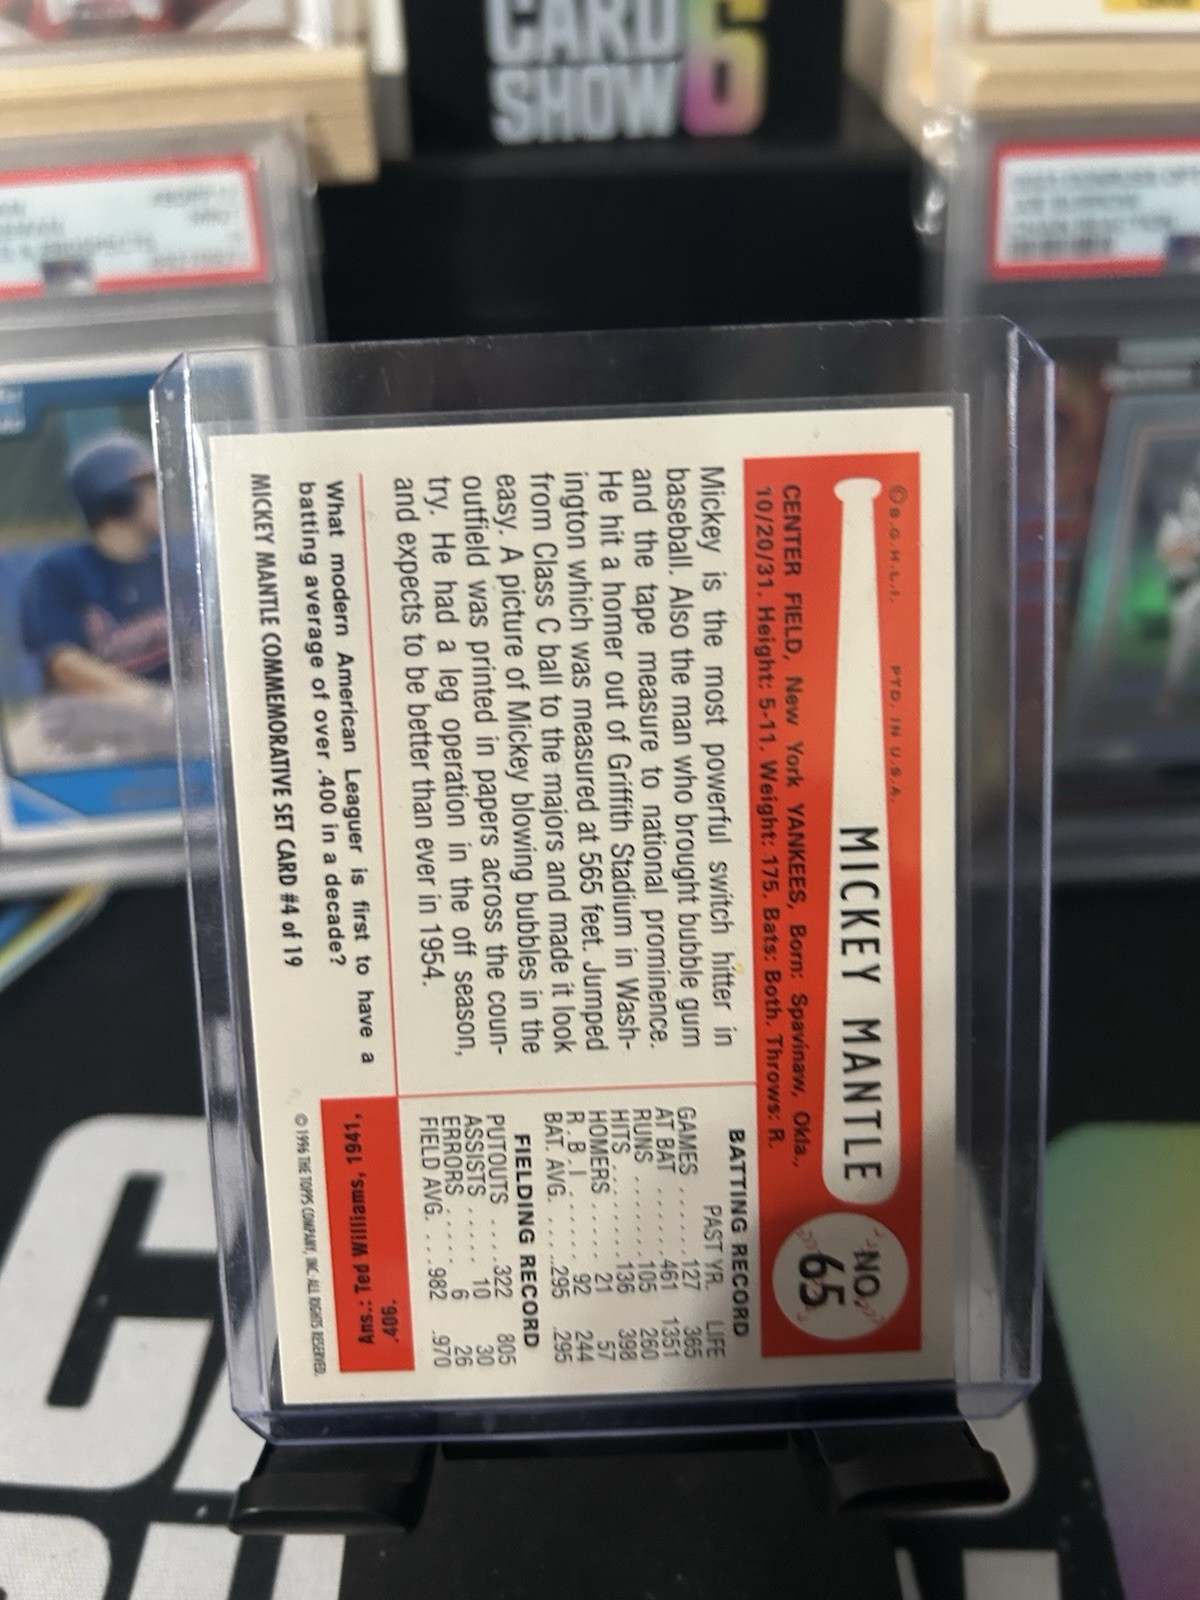 CARD
SHOW 6
© B.G.H.L.I. PTD. IN U.S.A.
MICKEY MANTLE
NO.
65
CENTER FIELD, New York YANKEES, Born: Spavinaw, Okla.,
10/20/31. Height: 5-11. Weight: 175. Bats: Both. Throws: R.
Mickey is the most powerful switch hitter in
baseball. Also the man who brought bubble gum
and the tape measure to national prominence.
He hit a homer out of Griffith Stadium in Wash-
ington which was measured at 565 feet. Jumped
from Class C ball to the majors and made it look
easy. A picture of Mickey blowing bubbles in the
outfield was printed in papers across the coun-
try. He had a leg operation in the off season,
and expects to be better than ever in 1954.
BATTING RECORD
PAST YR. LIFE
GAMES ...... 127 365
AT BAT ...... 461 1351
RUNS ....... 105 260
HITS ....... 136 398
HOMERS ..... 21 57
R.B.I. ...... 92 244
BAT. AVG. .... .295 .295
FIELDING RECORD
PUTOUTS .... 322 805
ASSISTS ..... 10 30
ERRORS ..... 6 26
FIELD AVG. .. .982 .970
What modern American Leaguer is first to have a
batting average of over .400 in a decade?
Ans.: Ted Williams, 1941,
.406.
MICKEY MANTLE COMMEMORATIVE SET CARD #4 of 19
© 1996 THE TOPPS COMPANY, INC. ALL RIGHTS RESERVED.